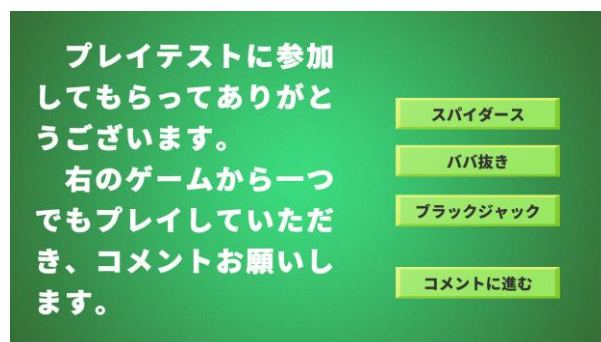 プレイテストに参加
してもらってありがと
うございます。
右のゲームから一つ
でもプレイしていただ
き、コメントお願いし
ます。
スパイダース
ババ抜き
ブラックジャック
コメントに進む